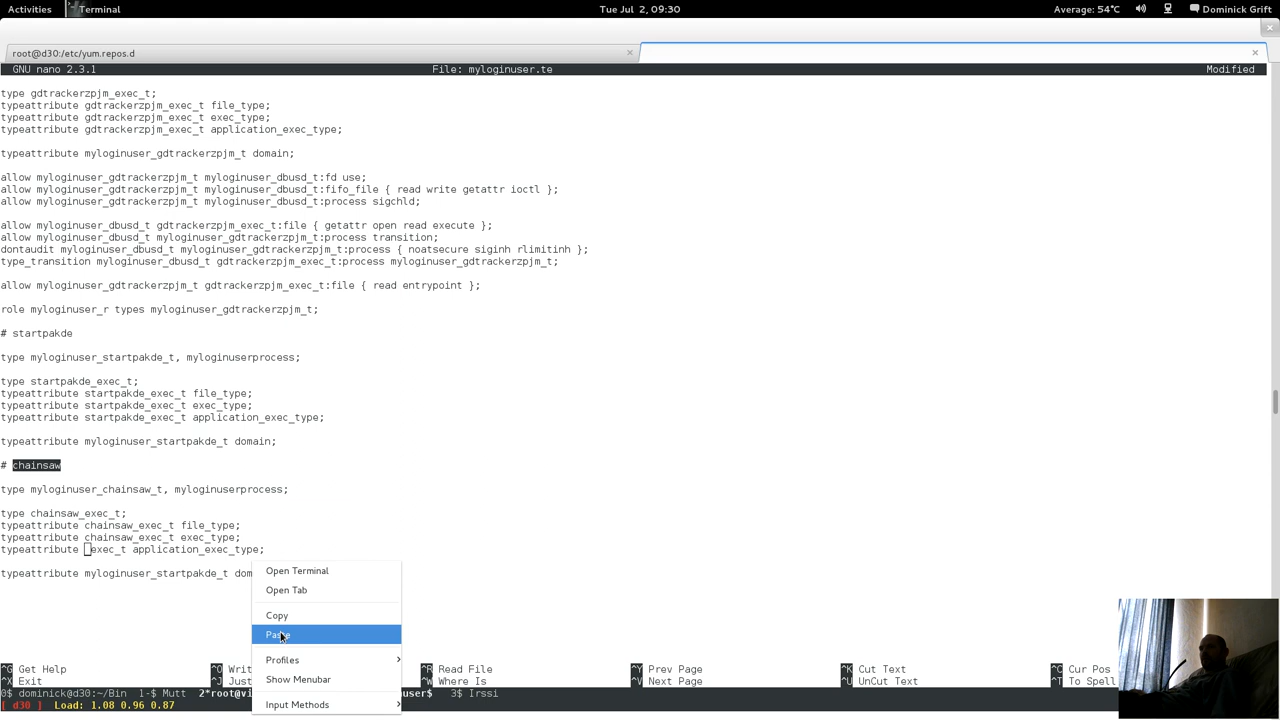 Activities Terminal Tue Jul 2, 09:30 Average: 54°C Dominick Grift
root@d30:/etc/yum.repos.d × ×
GNU nano 2.3.1 File: myloginuser.te Modified
type gdtrackerzpjm_exec_t;
typeattribute gdtrackerzpjm_exec_t file_type;
typeattribute gdtrackerzpjm_exec_t exec_type;
typeattribute gdtrackerzpjm_exec_t application_exec_type;
typeattribute myloginuser_gdtrackerzpjm_t domain;
allow myloginuser_gdtrackerzpjm_t myloginuser_dbusd_t:fd use;
allow myloginuser_gdtrackerzpjm_t myloginuser_dbusd_t:fifo_file { read write getattr ioctl };
allow myloginuser_gdtrackerzpjm_t myloginuser_dbusd_t:process sigchld;
allow myloginuser_dbusd_t gdtrackerzpjm_exec_t:file { getattr open read execute };
allow myloginuser_dbusd_t myloginuser_gdtrackerzpjm_t:process transition;
dontaudit myloginuser_dbusd_t myloginuser_gdtrackerzpjm_t:process { noatsecure siginh rlimitinh };
type_transition myloginuser_dbusd_t gdtrackerzpjm_exec_t:process myloginuser_gdtrackerzpjm_t;
allow myloginuser_gdtrackerzpjm_t gdtrackerzpjm_exec_t:file { read entrypoint };
role myloginuser_r types myloginuser_gdtrackerzpjm_t;
# startpakde
type myloginuser_startpakde_t, myloginuserprocess;
type startpakde_exec_t;
typeattribute startpakde_exec_t file_type;
typeattribute startpakde_exec_t exec_type;
typeattribute startpakde_exec_t application_exec_type;
typeattribute myloginuser_startpakde_t domain;
# chainsaw
type myloginuser_chainsaw_t, myloginuserprocess;
type chainsaw_exec_t;
typeattribute chainsaw_exec_t file_type;
typeattribute chainsaw_exec_t exec_type;
typeattribute _exec_t application_exec_type;
typeattribute myloginuser_startpakde_t dom
Open Terminal
Open Tab
Copy
Paste
Profiles
Show Menubar
Input Methods
^G Get Help ^O Writ ^R Read File ^Y Prev Page ^K Cut Text ^C Cur Pos
^X Exit ^J Just ^W Where Is ^V Next Page ^U UnCut Text ^T To Spell
0$ dominick@d30:~/Bin 1-$ Mutt 2*root@vi user$ 3$ Irssi
[ d30 ] Load: 1.08 0.96 0.87